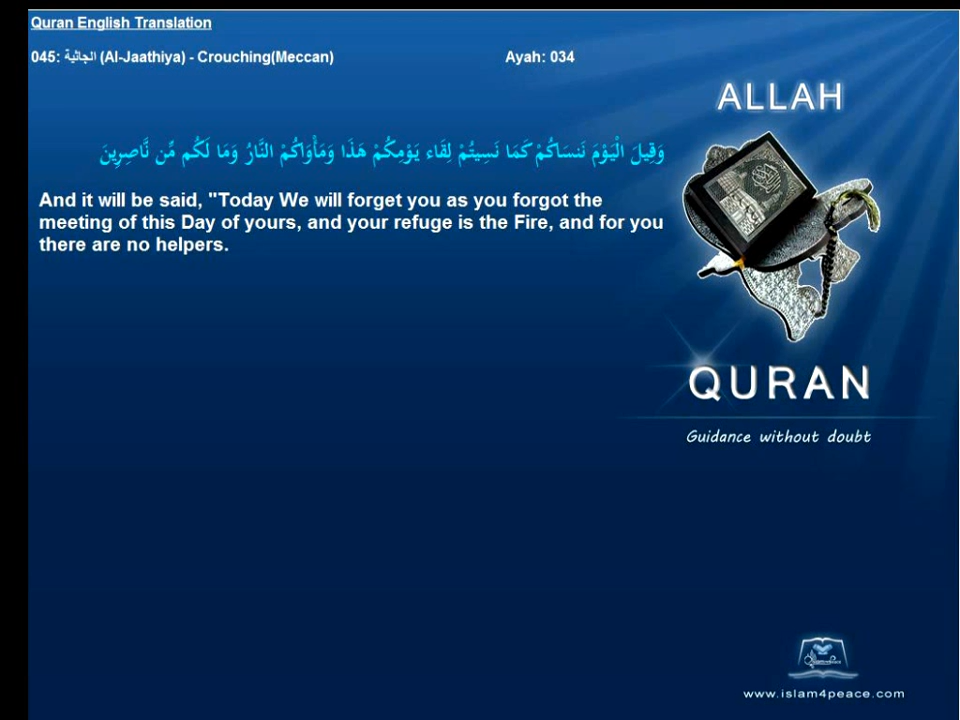 Quran English Translation
045: الجاثية (Al-Jaathiya) - Crouching(Meccan)
Ayah: 034
ALLAH
وَقِيلَ الْيَوْمَ نَنسَاكُمْ كَمَا نَسِيتُمْ لِقَاء يَوْمِكُمْ هَذَا وَمَأْوَاكُمْ النَّارُ وَمَا لَكُم مِّن نَّاصِرِينَ
And it will be said, "Today We will forget you as you forgot the
meeting of this Day of yours, and your refuge is the Fire, and for you
there are no helpers.
QURAN
Guidance without doubt
www.islam4peace.com